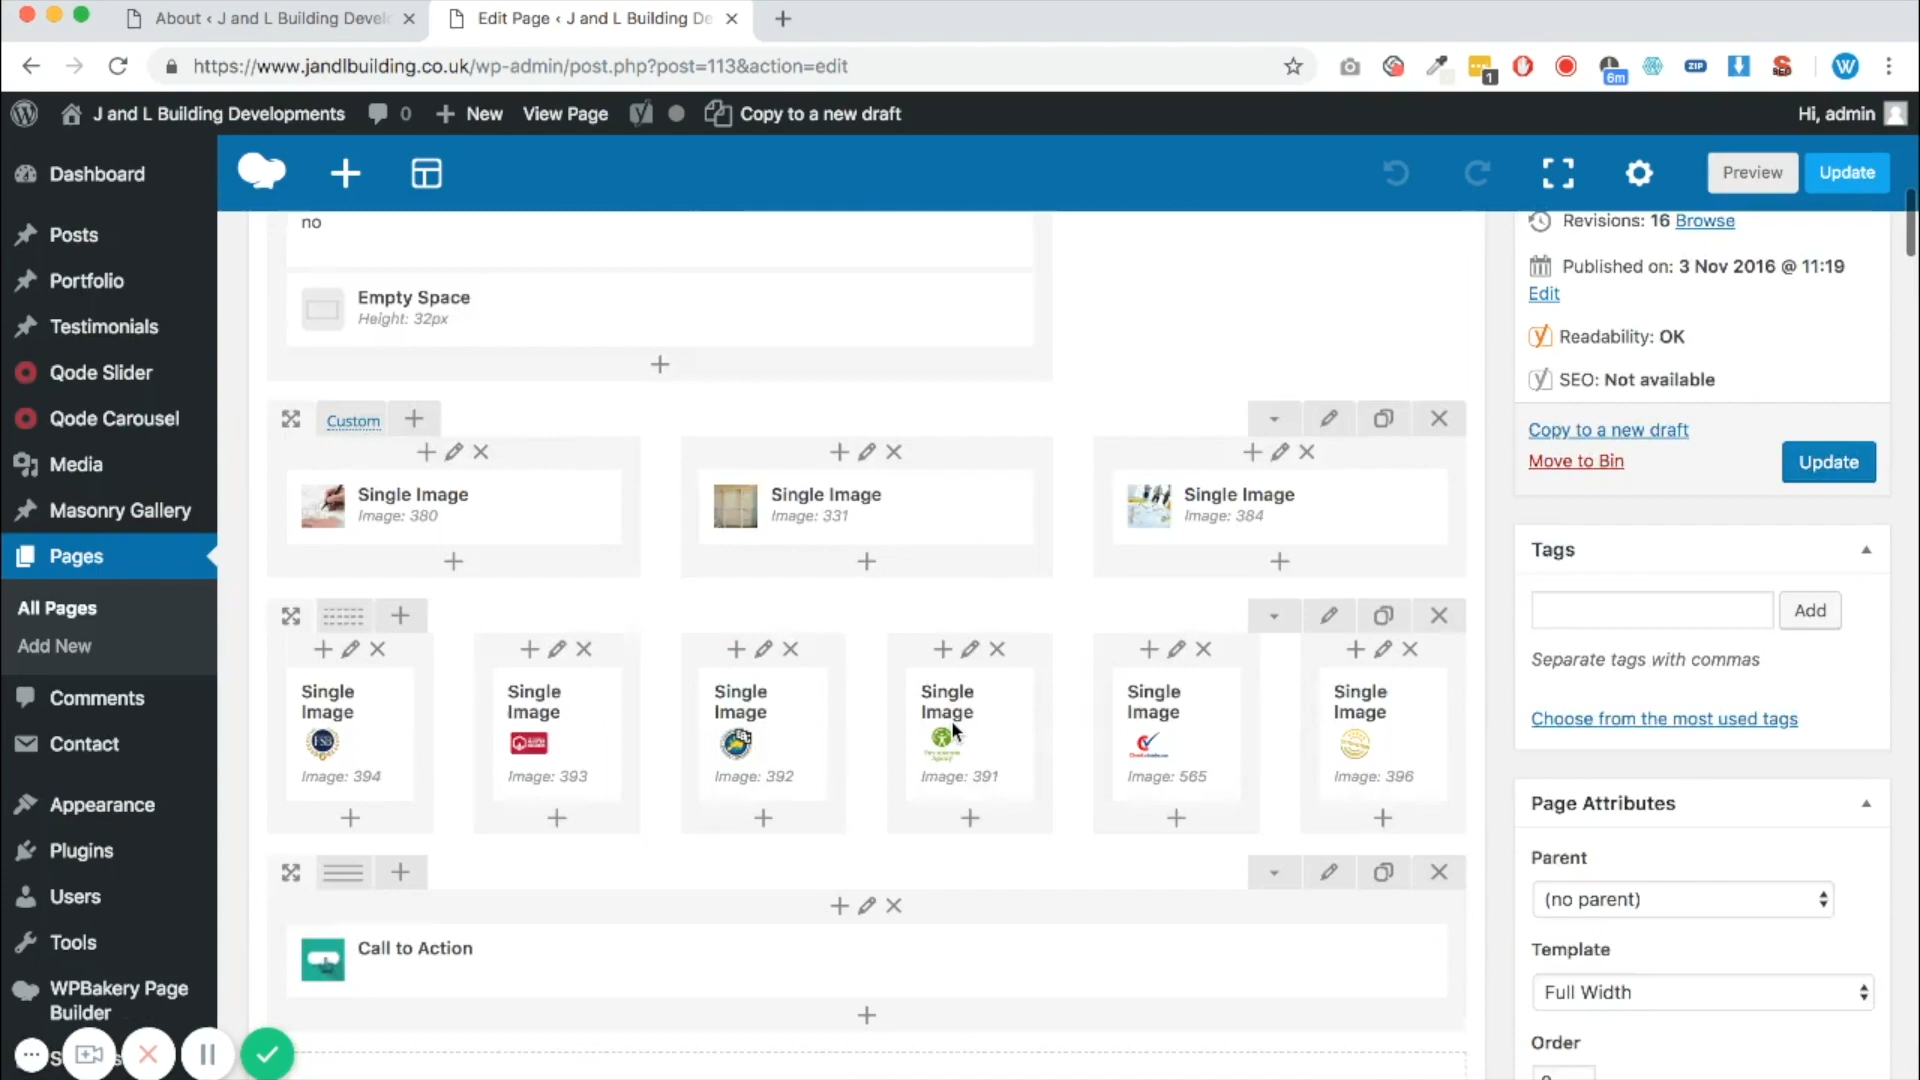 About ‹ J and L Building Devel
Edit Page ‹ J and L Building De
https://www.jandlbuilding.co.uk/wp-admin/post.php?post=113&action=edit
1
6m
ZIP
SEO
W
J and L Building Developments
0
New
View Page
Copy to a new draft
Hi, admin
Preview
Update
Dashboard
Posts
Portfolio
Testimonials
Qode Slider
Qode Carousel
Media
Masonry Gallery
Pages
All Pages
Add New
Comments
Contact
Appearance
Plugins
Users
Tools
WPBakery Page
Builder
S
no
Empty Space
Height: 32px
Custom
Single Image
Image: 380
Single Image
Image: 331
Single Image
Image: 384
Single
Image
FSB
Image: 394
Single
Image
Image: 393
Single
Image
Image: 392
Single
Image
Image: 391
Single
Image
Image: 565
Single
Image
Image: 396
Call to Action
Revisions: 16 Browse
Published on: 3 Nov 2016 @ 11:19
Edit
Readability: OK
SEO: Not available
Copy to a new draft
Move to Bin
Update
Tags
Add
Separate tags with commas
Choose from the most used tags
Page Attributes
Parent
(no parent)
Template
Full Width
Order